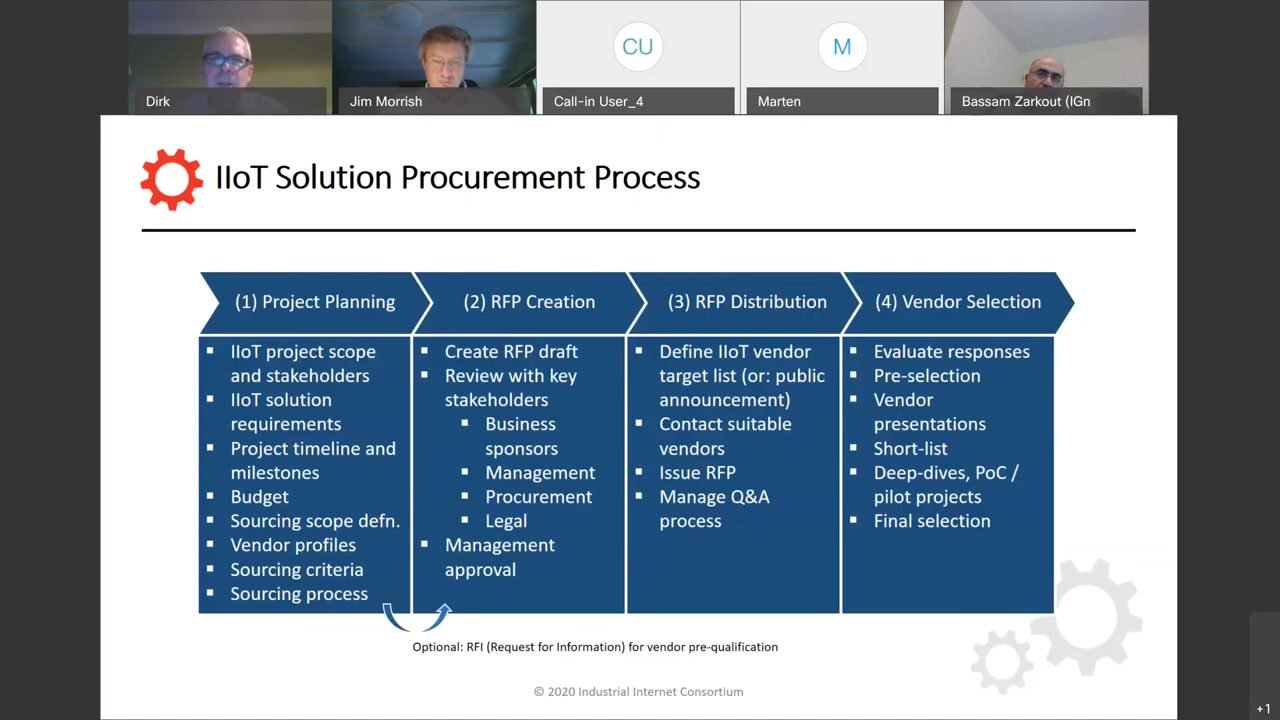 Dirk
Jim Morrish
CU
Call-in User_4
M
Marten
Bassam Zarkout (IGn
IIoT Solution Procurement Process
(1) Project Planning
IIoT project scope
and stakeholders
IIoT solution
requirements
Project timeline and
milestones
Budget
Sourcing scope defn.
Vendor profiles
Sourcing criteria
Sourcing process
(2) RFP Creation
Create RFP draft
Review with key
stakeholders
Business
sponsors
Management
Procurement
Legal
Management
approval
(3) RFP Distribution
Define IIoT vendor
target list (or: public
announcement)
Contact suitable
vendors
Issue RFP
Manage Q&A
process
(4) Vendor Selection
Evaluate responses
Pre-selection
Vendor
presentations
Short-list
Deep-dives, PoC /
pilot projects
Final selection
Optional: RFI (Request for Information) for vendor pre-qualification
© 2020 Industrial Internet Consortium
+1